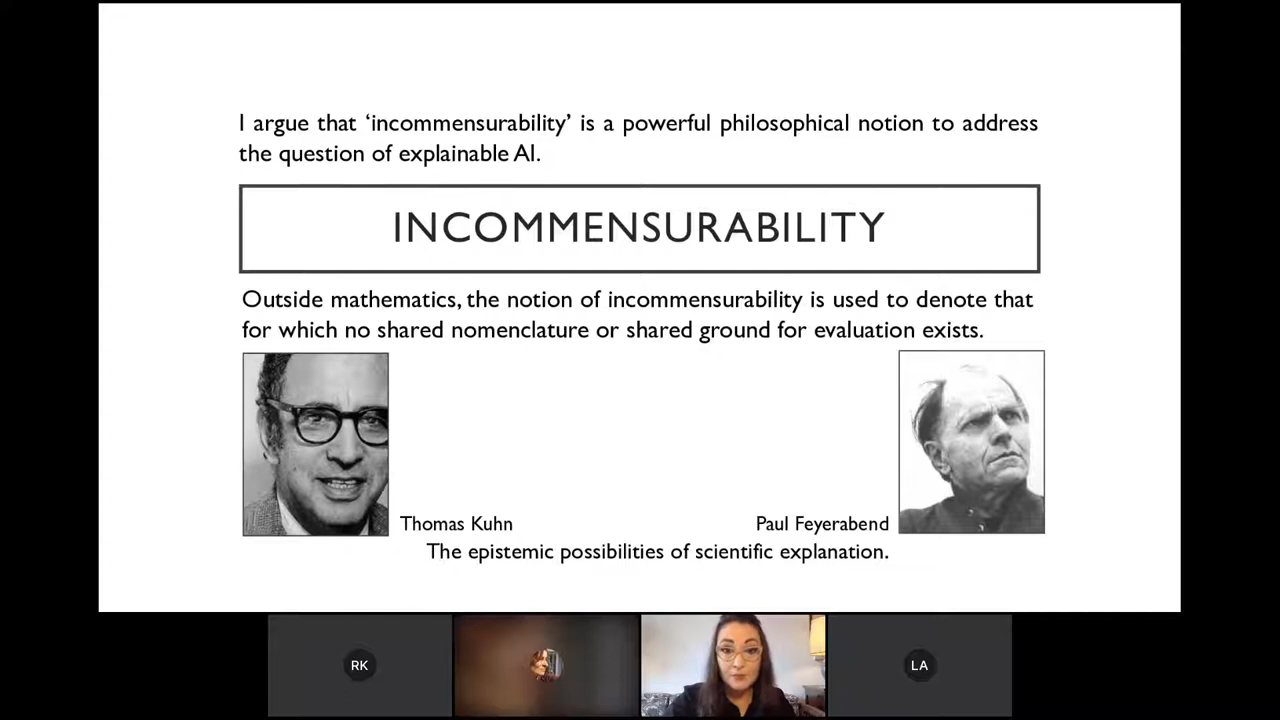 I argue that ‘incommensurability’ is a powerful philosophical notion to address
the question of explainable AI.
INCOMMENSURABILITY
Outside mathematics, the notion of incommensurability is used to denote that
for which no shared nomenclature or shared ground for evaluation exists.
Thomas Kuhn
Paul Feyerabend
The epistemic possibilities of scientific explanation.
RK
LA